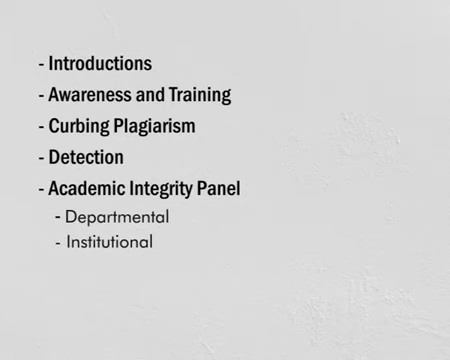 - Introductions
- Awareness and Training
- Curbing Plagiarism
- Detection
- Academic Integrity Panel
- Departmental
- Institutional